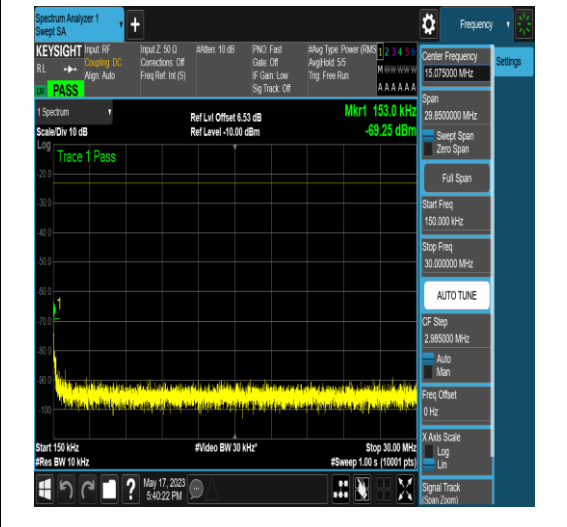 Spectrum Analyzer 1
Swept SA
Frequency
KEYSIGHT Input: RF
RL Coupling: DC
Align: Auto
PASS
Input Z: 50 Ω
Corrections: Off
Freq Ref: Int (S)
#Atten: 10 dB
PNO: Fast
Gate: Off
IF Gain: Low
Sig Track: Off
#Avg Type: Power (RMS
Avg|Hold: 5/5
Trig: Free Run
1 2 3 4 5 6
M W W W W W
A A A A A A
1 Spectrum
Scale/Div 10 dB
Ref Lvl Offset 6.53 dB
Ref Level -10.00 dBm
Mkr1 153.0 kHz
-69.25 dBm
Log
Trace 1 Pass
-20.0
-30.0
-40.0
-50.0
-60.0
1
-70.0
-80.0
-90.0
-100
Start 150 kHz
#Res BW 10 kHz
#Video BW 30 kHz*
Stop 30.00 MHz
#Sweep 1.00 s (10001 pts)
Center Frequency
15.075000 MHz
Settings
Span
29.8500000 MHz
Swept Span
Zero Span
Full Span
Start Freq
150.000 kHz
Stop Freq
30.000000 MHz
AUTO TUNE
CF Step
2.985000 MHz
Auto
Man
Freq Offset
0 Hz
X Axis Scale
Log
Lin
Signal Track
(Span Zoom)
?
May 17, 2023
5:40:22 PM